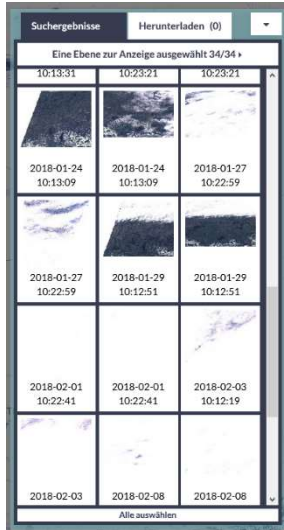 Suchergebnisse Herunterladen (0)
Eine Ebene zur Anzeige ausgewählt 34/34
10:13:31 10:23:21 10:23:21
2018-01-24 2018-01-24 2018-01-27
10:13:09 10:13:09 10:22:59
2018-01-27 2018-01-29 2018-01-29
10:22:59 10:12:51 10:12:51
2018-02-01 2018-02-01 2018-02-03
10:22:41 10:22:41 10:12:19
2018-02-03 2018-02-08 2018-02-08
Alle auswählen